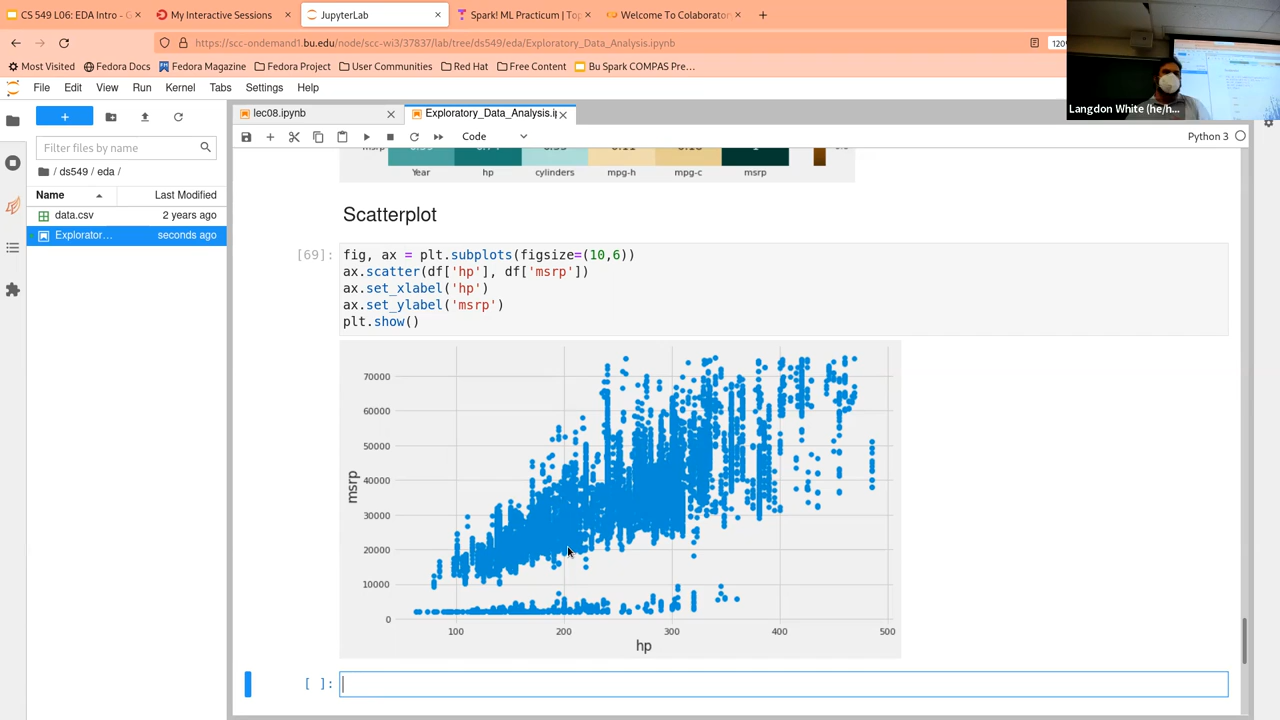 CS 549 L06: EDA Intro - G
My Interactive Sessions
JupyterLab
Spark! ML Practicum | Top
Welcome To Colaborator
https://scc-ondemand1.bu.edu/node/scc-wi3/37837/lab/tree/ds549/eda/Exploratory_Data_Analysis.ipynb
120%
Most Visited
Fedora Docs
Fedora Magazine
Fedora Project
User Communities
Red Hat
Free Content
Bu Spark COMPAS Pre…
Langdon White (he/h...
File Edit View Run Kernel Tabs Settings Help
lec08.ipynb
Exploratory_Data_Analysis.i
Code
Python 3
Filter files by name
/ ds549 / eda /
Name
Last Modified
data.csv
2 years ago
Explorator…
seconds ago
msrp
Year hp cylinders mpg-h mpg-c msrp
Scatterplot
[69]:
fig, ax = plt.subplots(figsize=(10,6))
ax.scatter(df['hp'], df['msrp'])
ax.set_xlabel('hp')
ax.set_ylabel('msrp')
plt.show()
70000
60000
50000
40000
30000
20000
10000
0
msrp
100 200 300 400 500
hp
[ ]: